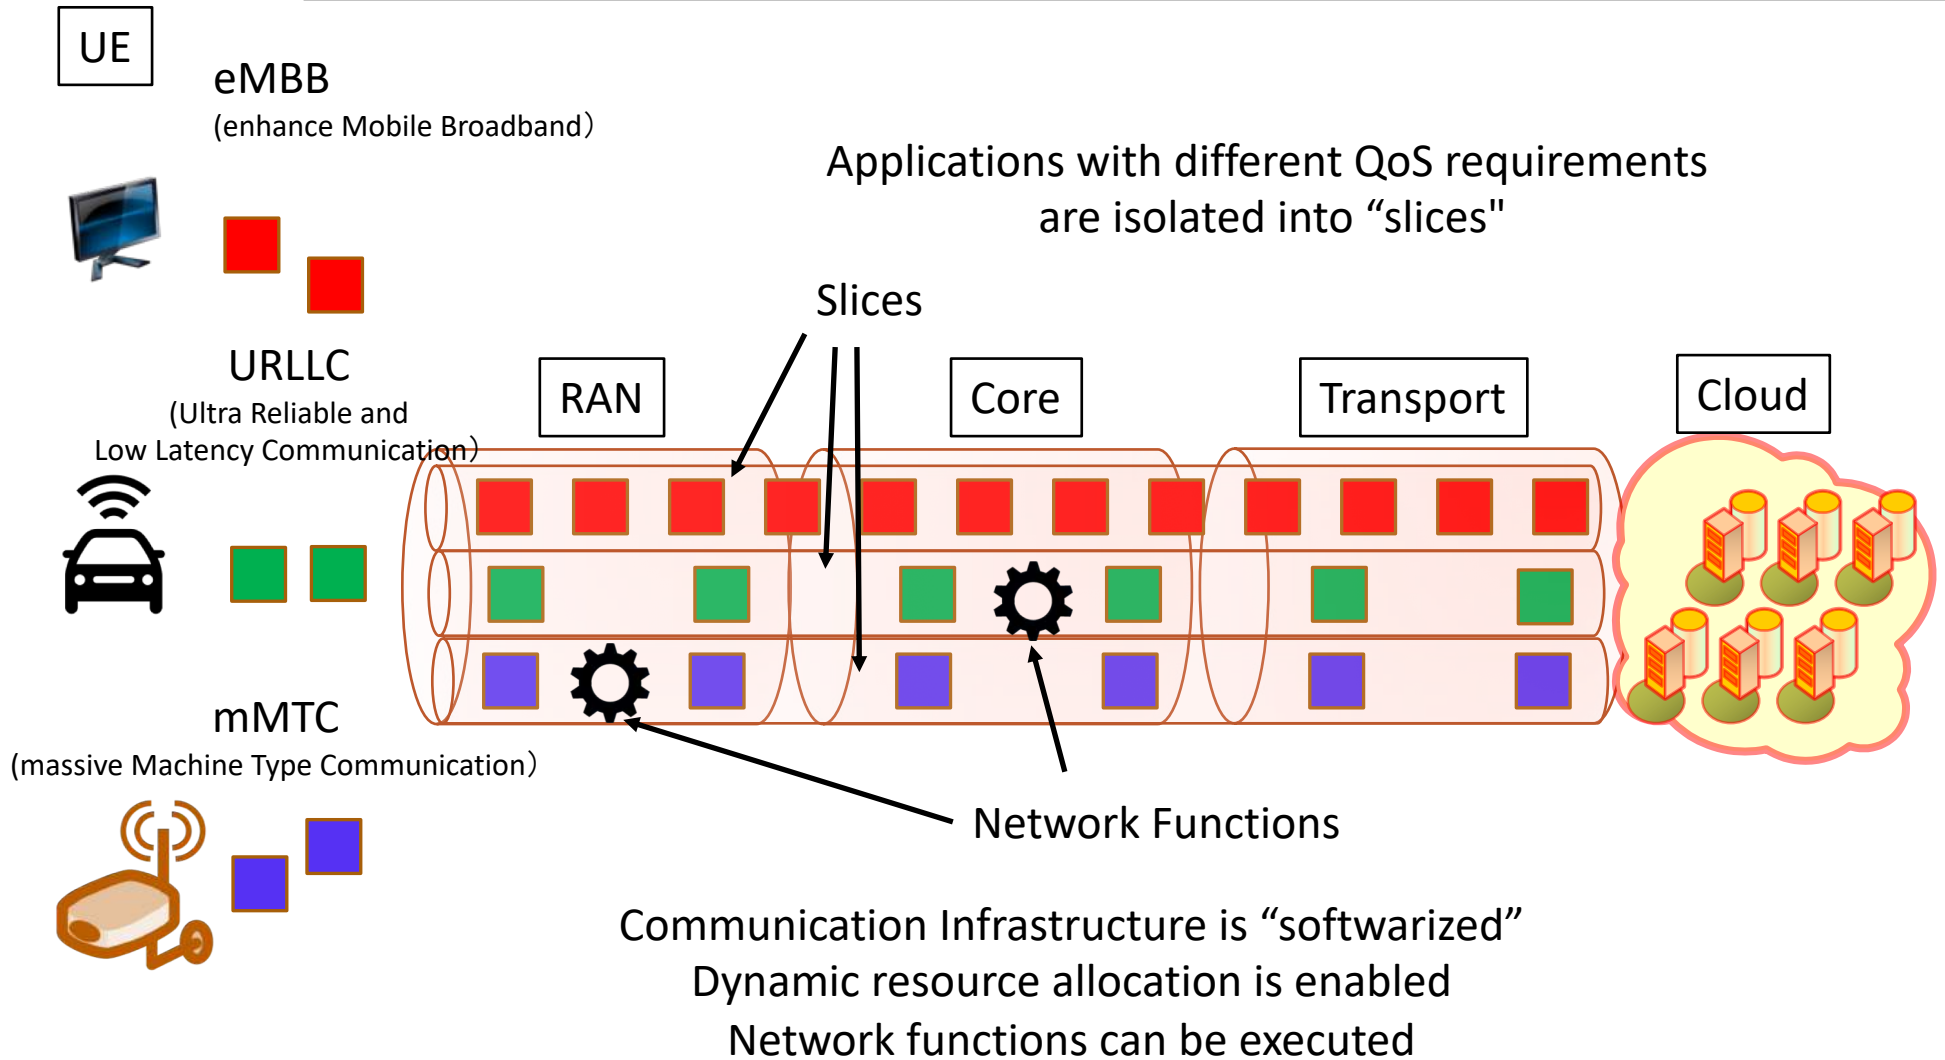 UE
eMBB
(enhance Mobile Broadband）
Applications with different QoS requirements
are isolated into “slices"
Slices
URLLC
(Ultra Reliable and
Low Latency Communication）
RAN
Core
Transport
Cloud
mMTC
(massive Machine Type Communication）
Network Functions
Communication Infrastructure is “softwarized”
Dynamic resource allocation is enabled
Network functions can be executed